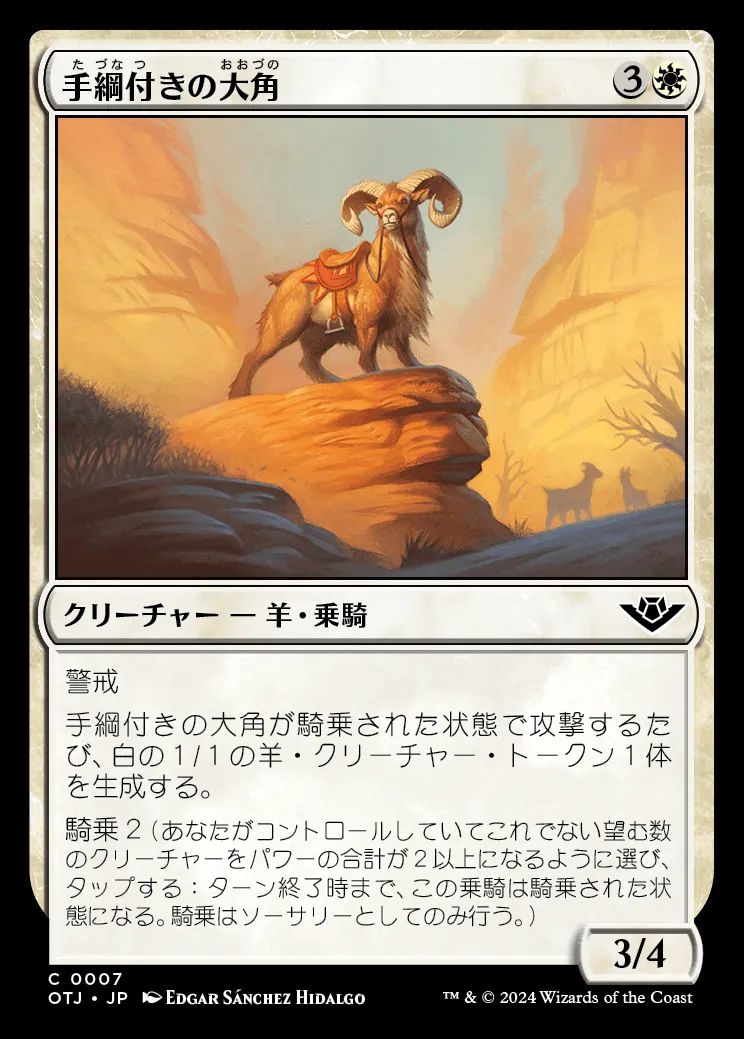 たづなつ おおづの
手綱付きの大角 3
クリーチャー — 羊・乗騎
警戒
手綱付きの大角が騎乗された状態で攻撃するた
び、白の1/1の羊・クリーチャー・トークン1体
を生成する。
騎乗2(あなたがコントロールしていてこれでない望む数
のクリーチャーをパワーの合計が2以上になるように選び、
タップする:ターン終了時まで、この乗騎は騎乗された状
態になる。騎乗はソーサリーとしてのみ行う。)
3/4
C 0007
OTJ • JP EDGAR SÁNCHEZ HIDALGO ™ & © 2024 Wizards of the Coast